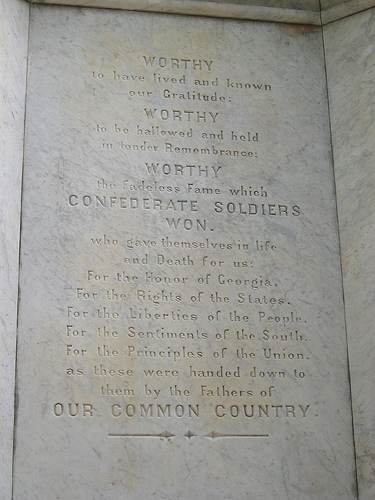 WORTHY
to have lived and known
our Gratitude:
WORTHY
to be hallowed and held
in tender Remembrance:
WORTHY
the fadeless Fame which
CONFEDERATE SOLDIERS
WON.
who gave themselves in life
and Death for us:
For the Honor of Georgia.
For the Rights of the States.
For the Liberties of the People.
For the Sentiments of the South.
For the Principles of the Union.
as these were handed down to
them by the Fathers of
OUR COMMON COUNTRY.